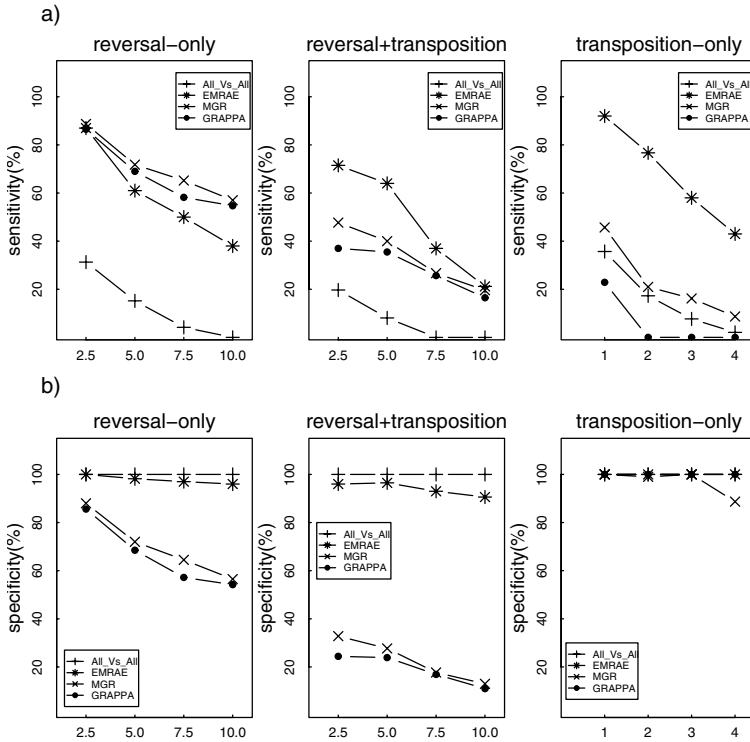 a)
reversal−only
reversal+transposition
transposition−only
sensitivity(%)
100
80
60
40
20
All_Vs_All
EMRAE
MGR
GRAPPA
2.5 5.0 7.5 10.0
sensitivity(%)
100
80
60
40
20
All_Vs_All
EMRAE
MGR
GRAPPA
2.5 5.0 7.5 10.0
sensitivity(%)
100
80
60
40
20
All_Vs_All
EMRAE
MGR
GRAPPA
1 2 3 4
b)
reversal−only
reversal+transposition
transposition−only
specificity(%)
100
80
60
40
20
All_Vs_All
EMRAE
MGR
GRAPPA
2.5 5.0 7.5 10.0
specificity(%)
100
80
60
40
20
All_Vs_All
EMRAE
MGR
GRAPPA
2.5 5.0 7.5 10.0
specificity(%)
100
80
60
40
20
All_Vs_All
EMRAE
MGR
GRAPPA
1 2 3 4